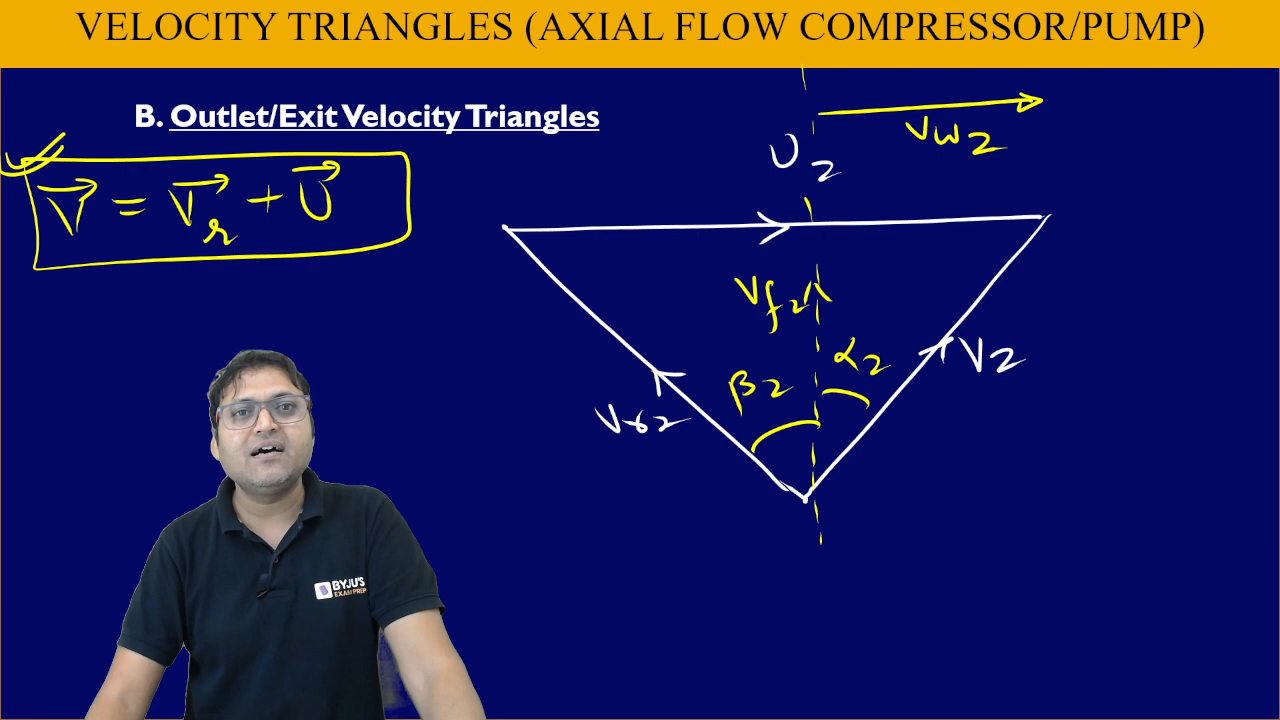 VELOCITY TRIANGLES (AXIAL FLOW COMPRESSOR/PUMP)
B. Outlet/Exit Velocity Triangles
V⃗ = V⃗r + U⃗
Vw2
U2
Vf2
α2
β2
V2
Vr2
BYJU'S
EXAM PREP